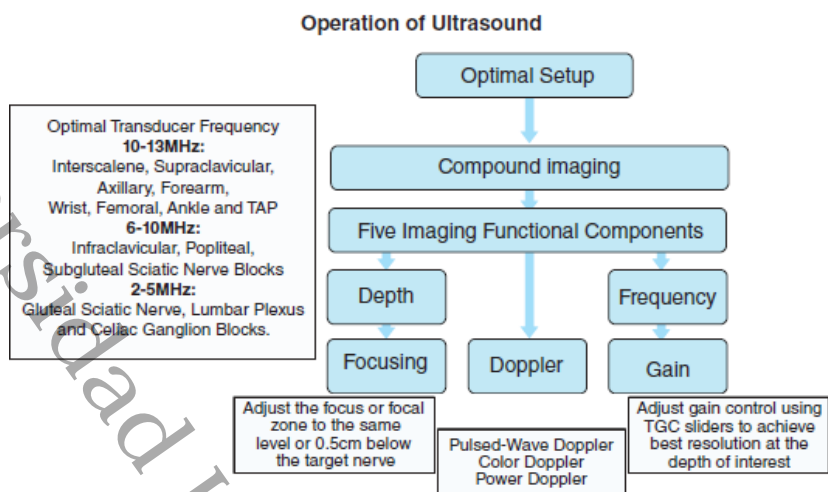 Operation of Ultrasound
Optimal Setup
Optimal Transducer Frequency
10-13MHz:
Interscalene, Supraclavicular,
Axillary, Forearm,
Wrist, Femoral, Ankle and TAP
6-10MHz:
Infraclavicular, Popliteal,
Subgluteal Sciatic Nerve Blocks
2-5MHz:
Gluteal Sciatic Nerve, Lumbar Plexus
and Celiac Ganglion Blocks.
Compound imaging
Five Imaging Functional Components
Depth
Frequency
Focusing
Doppler
Gain
Adjust the focus or focal
zone to the same
level or 0.5cm below
the target nerve
Pulsed-Wave Doppler
Color Doppler
Power Doppler
Adjust gain control using
TGC sliders to achieve
best resolution at the
depth of interest